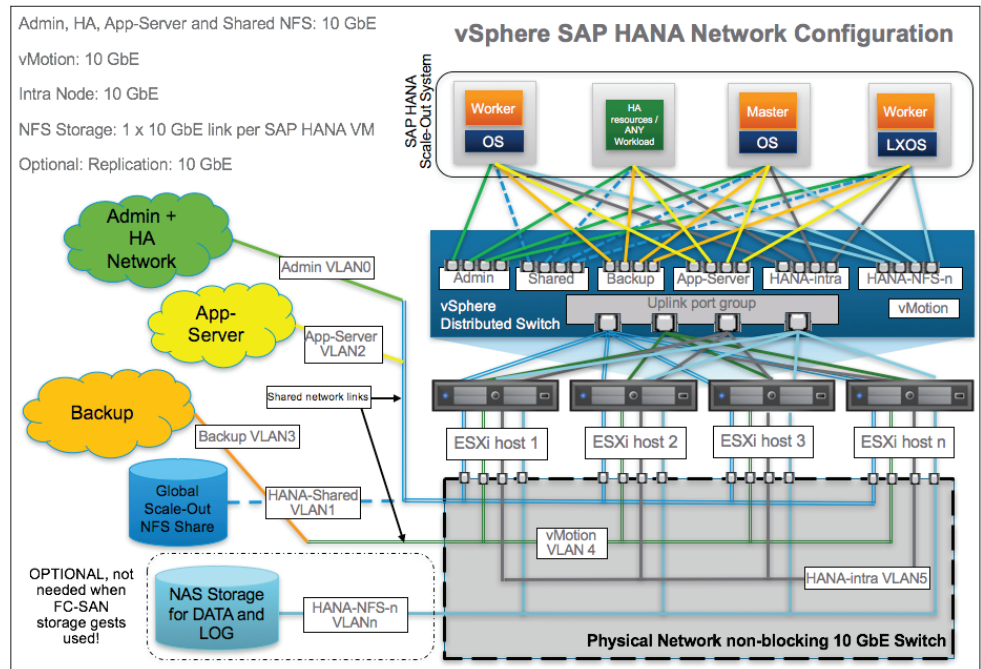 Admin, HA, App-Server and Shared NFS: 10 GbE
vMotion: 10 GbE
Intra Node: 10 GbE
NFS Storage: 1 x 10 GbE link per SAP HANA VM
Optional: Replication: 10 GbE
vSphere SAP HANA Network Configuration
SAP HANA
Scale-Out System
Worker
OS
HA
resources /
ANY
Workload
Master
OS
Worker
LXOS
Admin +
HA
Network
Admin VLAN0
App-
Server
App-Server
VLAN2
Backup
Backup VLAN3
Shared network links
Global
Scale-Out
NFS Share
HANA-Shared
VLAN1
OPTIONAL, not
needed when
FC-SAN
storage gests
used!
NAS Storage
for DATA and
LOG
HANA-NFS-n
VLANn
Admin
Shared
Backup
App-Server
HANA-intra
HANA-NFS-n
vMotion
Uplink port group
vSphere
Distributed Switch
ESXi host 1
ESXi host 2
ESXi host 3
ESXi host n
vMotion
VLAN 4
HANA-intra VLAN5
Physical Network non-blocking 10 GbE Switch